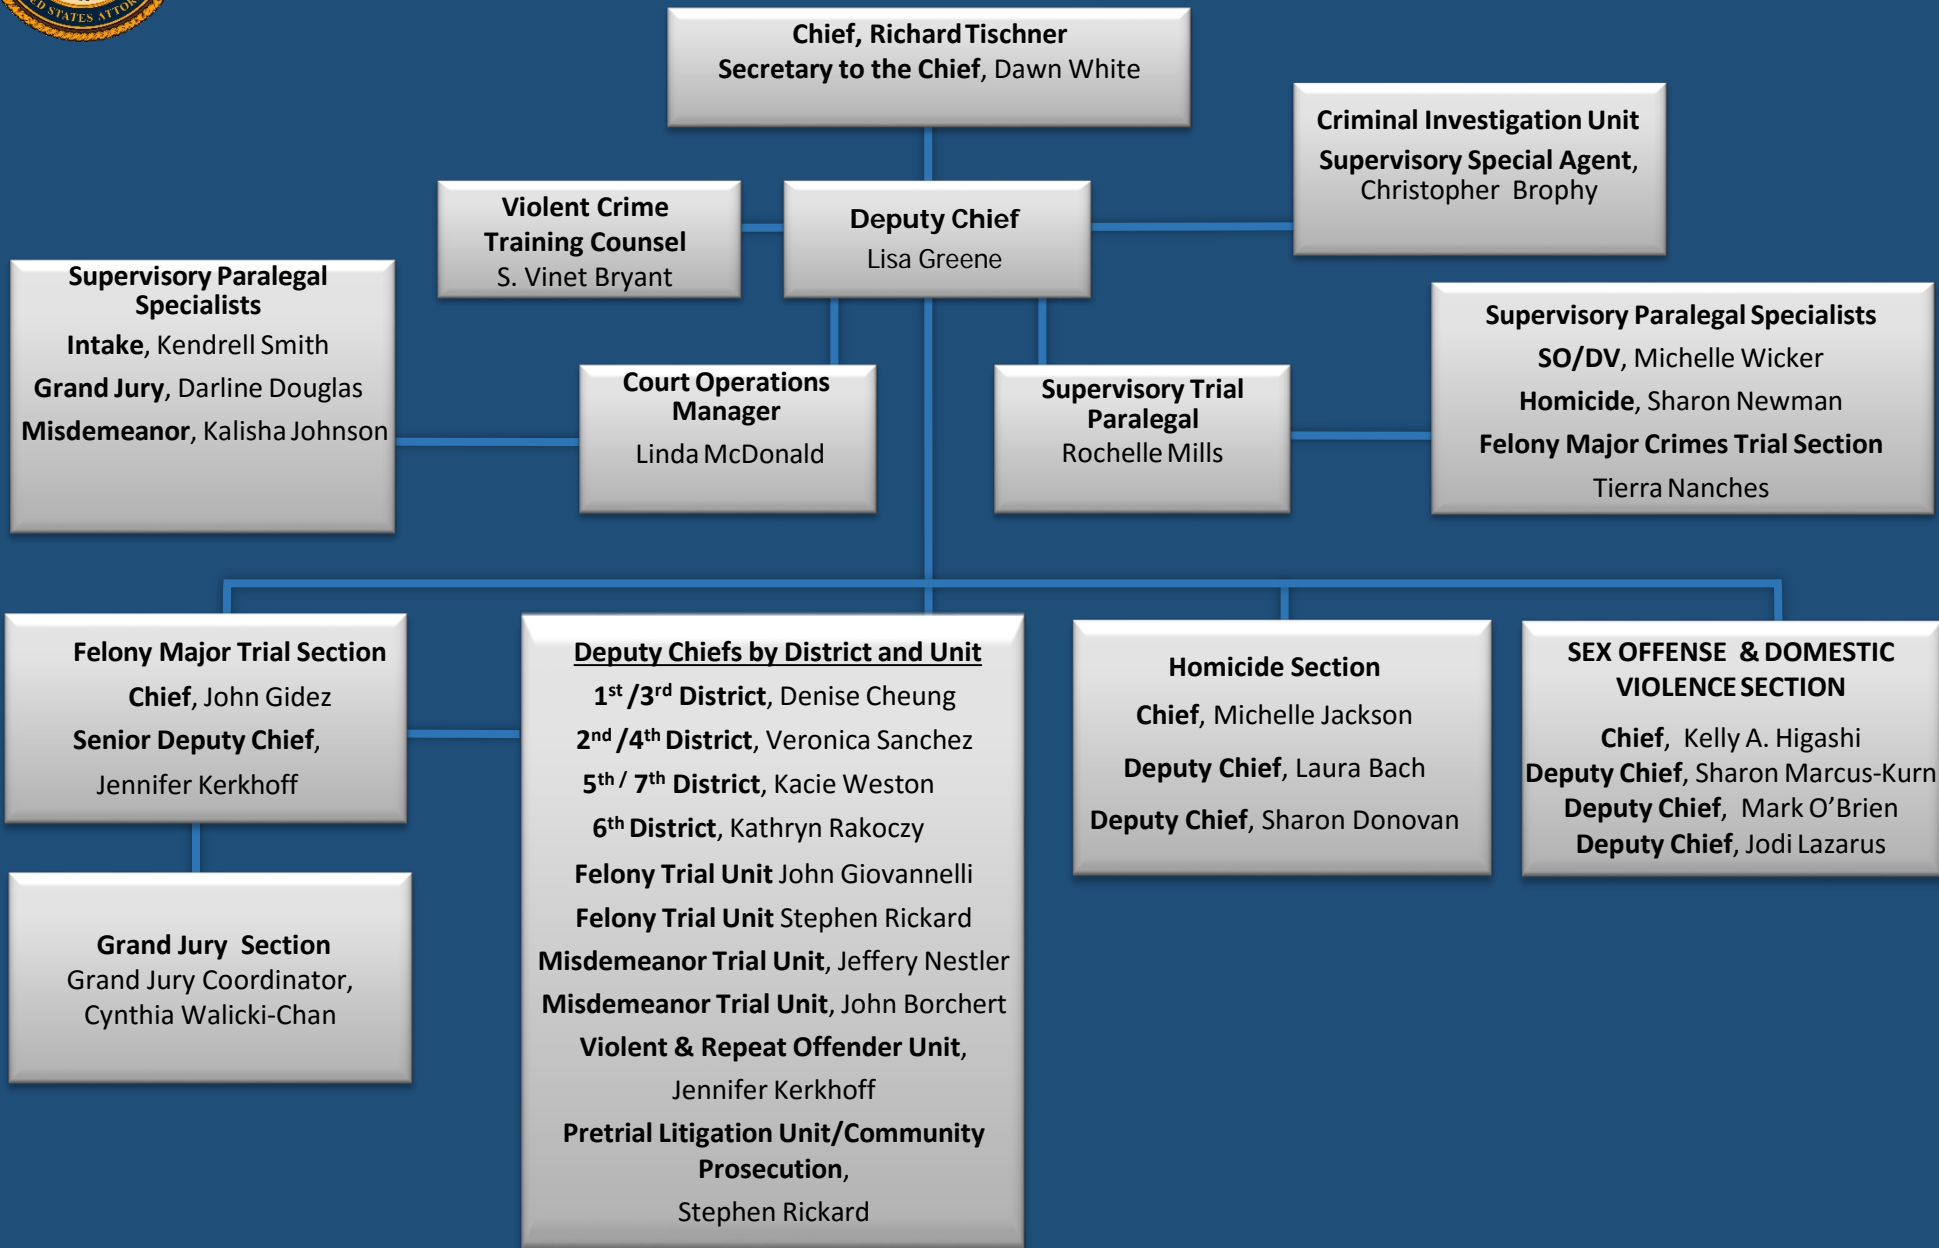 ED STATES ATTOR
Chief, Richard Tischner
Secretary to the Chief, Dawn White
Criminal Investigation Unit
Supervisory Special Agent,
Christopher Brophy
Violent Crime
Training Counsel
S. Vinet Bryant
Deputy Chief
Lisa Greene
Supervisory Paralegal
Specialists
Intake, Kendrell Smith
Grand Jury, Darline Douglas
Misdemeanor, Kalisha Johnson
Court Operations
Manager
Linda McDonald
Supervisory Trial
Paralegal
Rochelle Mills
Supervisory Paralegal Specialists
SO/DV, Michelle Wicker
Homicide, Sharon Newman
Felony Major Crimes Trial Section
Tierra Nanches
Felony Major Trial Section
Chief, John Gidez
Senior Deputy Chief,
Jennifer Kerkhoff
Grand Jury Section
Grand Jury Coordinator,
Cynthia Walicki-Chan
Deputy Chiefs by District and Unit
1st /3rd District, Denise Cheung
2nd /4th District, Veronica Sanchez
5th / 7th District, Kacie Weston
6th District, Kathryn Rakoczy
Felony Trial Unit John Giovannelli
Felony Trial Unit Stephen Rickard
Misdemeanor Trial Unit, Jeffery Nestler
Misdemeanor Trial Unit, John Borchert
Violent & Repeat Offender Unit,
Jennifer Kerkhoff
Pretrial Litigation Unit/Community
Prosecution,
Stephen Rickard
Homicide Section
Chief, Michelle Jackson
Deputy Chief, Laura Bach
Deputy Chief, Sharon Donovan
SEX OFFENSE & DOMESTIC
VIOLENCE SECTION
Chief, Kelly A. Higashi
Deputy Chief, Sharon Marcus-Kurn
Deputy Chief, Mark O’Brien
Deputy Chief, Jodi Lazarus